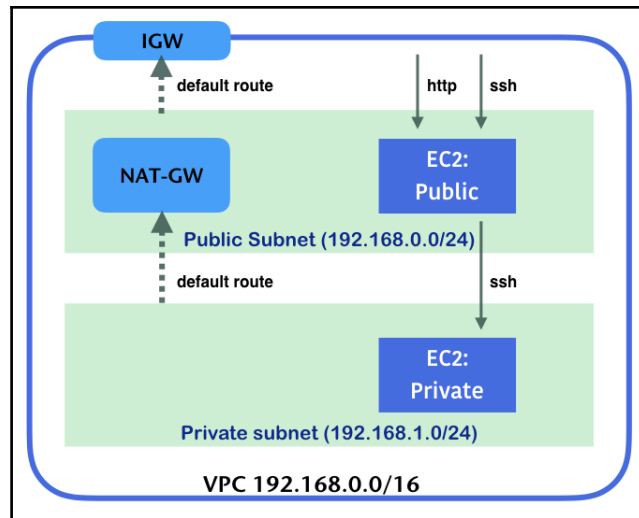 IGW
default route
http
ssh
NAT-GW
EC2:
Public
Public Subnet (192.168.0.0/24)
default route
ssh
EC2:
Private
Private subnet (192.168.1.0/24)
VPC 192.168.0.0/16